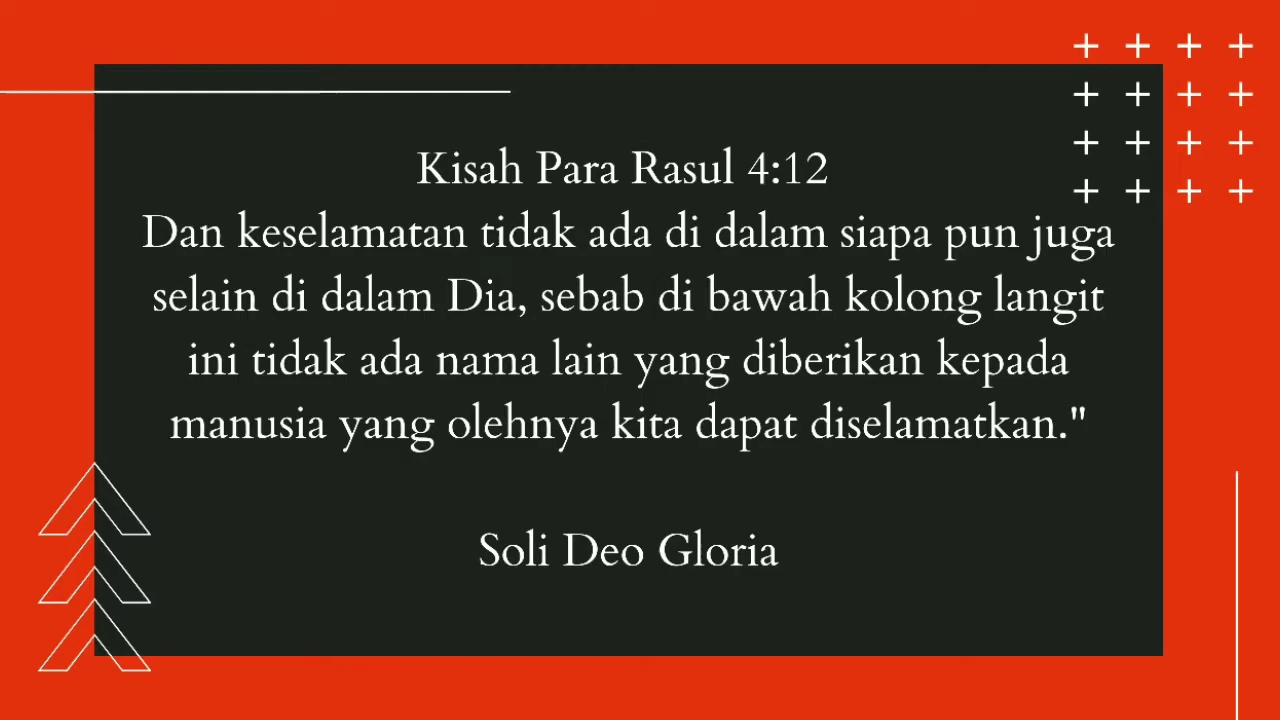 Kisah Para Rasul 4:12
Dan keselamatan tidak ada di dalam siapa pun juga
selain di dalam Dia, sebab di bawah kolong langit
ini tidak ada nama lain yang diberikan kepada
manusia yang olehnya kita dapat diselamatkan."
Soli Deo Gloria